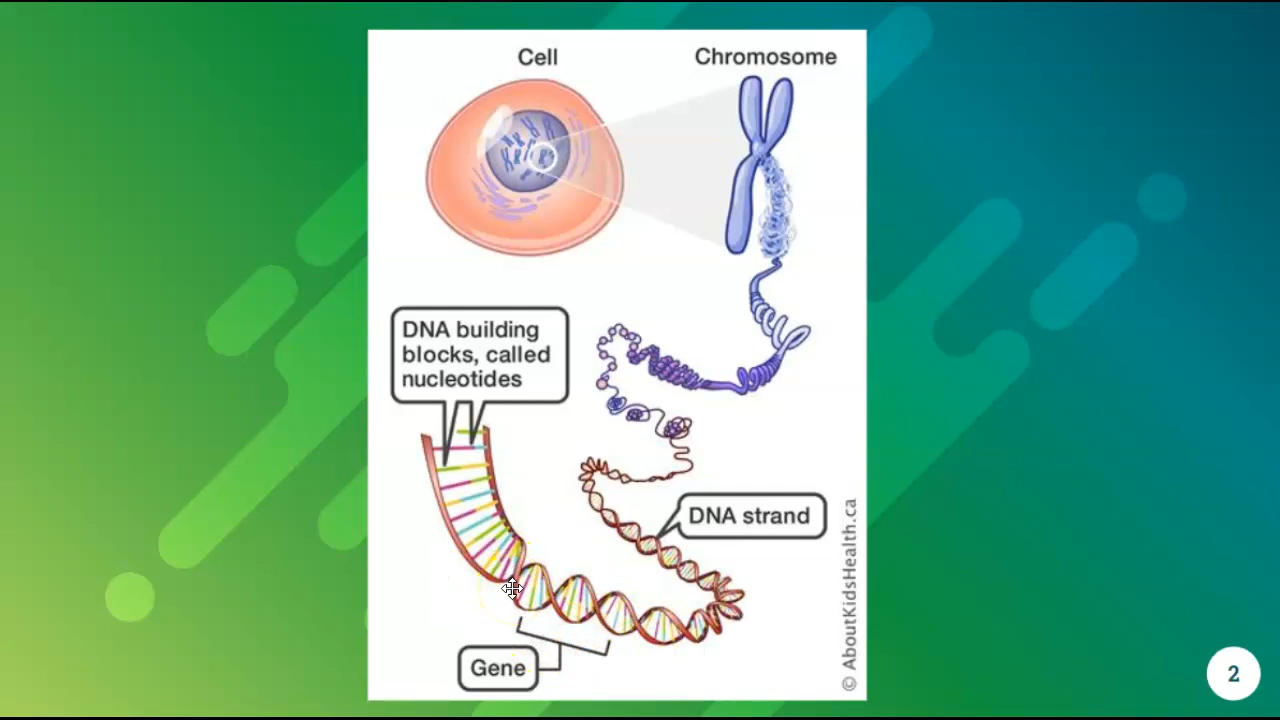 Cell
Chromosome
DNA building
blocks, called
nucleotides
DNA strand
Gene
© AboutKidsHealth.ca
2